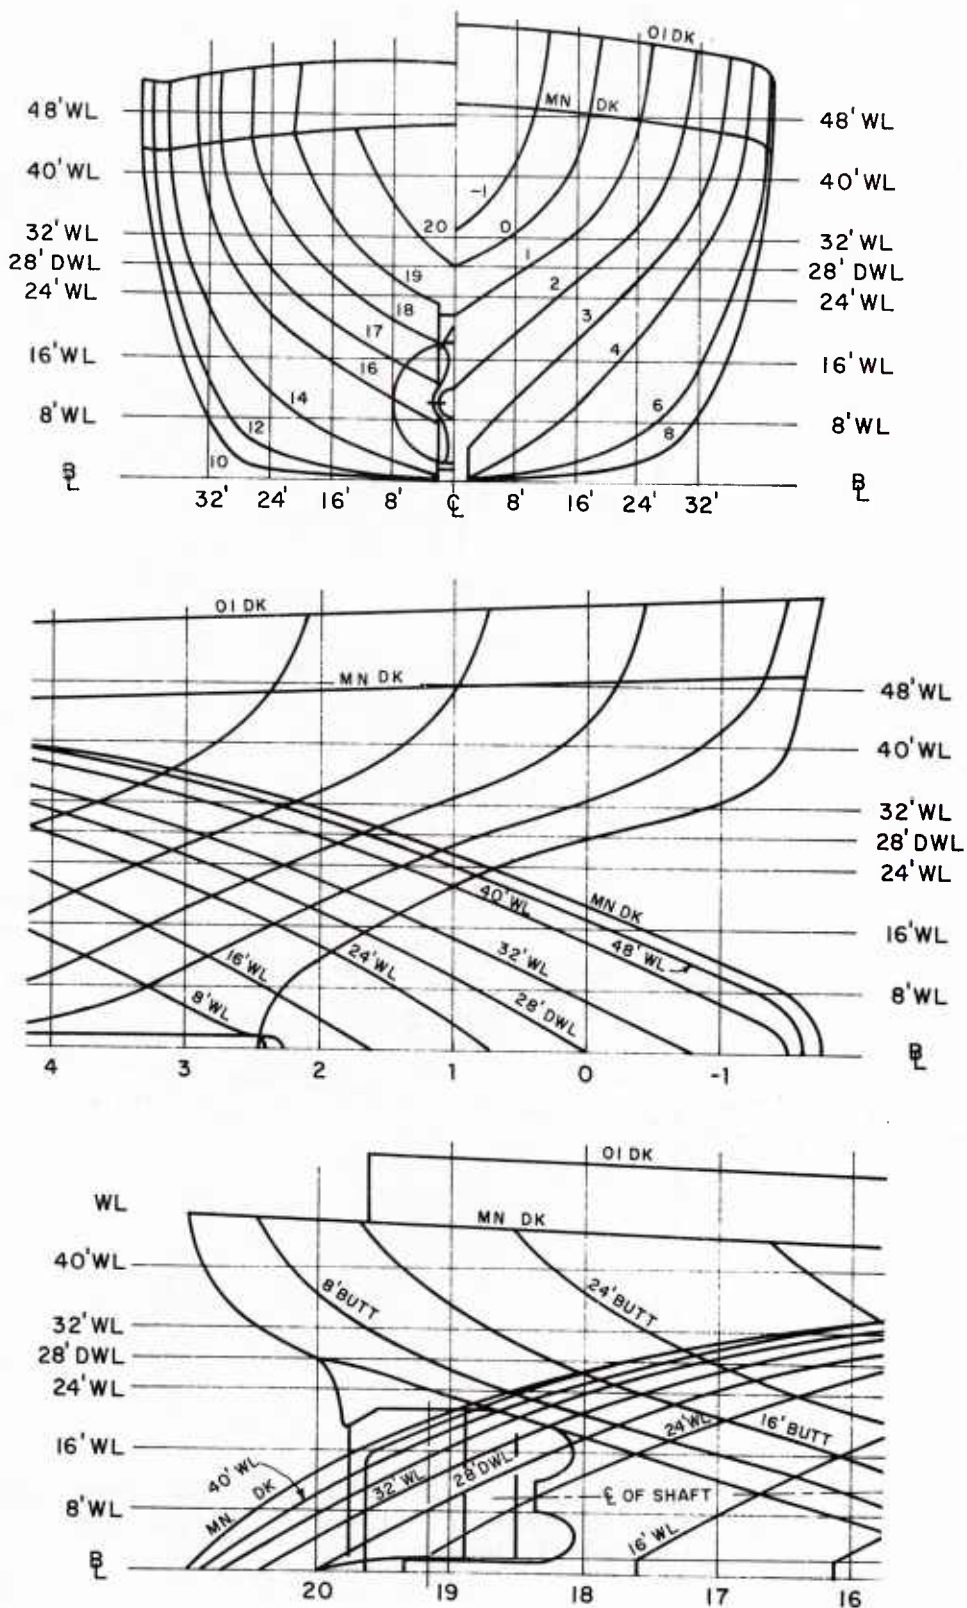 01 DK
MN DK
48' WL
48' WL
40' WL
40' WL
-1
20
0
32' WL
32' WL
28' DWL
28' DWL
19
1
24' WL
24' WL
18
2
17
3
16' WL
16' WL
16
4
14
6
8' WL
8' WL
12
8
10
BL
BL
32' 24' 16' 8' CL 8' 16' 24' 32'
01 DK
MN DK
48' WL
40' WL
32' WL
28' DWL
24' WL
40' WL
MN DK
16' WL
48' WL
32' WL
24' WL
16' WL
8' WL
8' WL
28' DWL
BL
4 3 2 1 0 -1
01 DK
WL
MN DK
40' WL
8' BUTT
24' BUTT
32' WL
28' DWL
24' WL
24' WL
16' BUTT
16' WL
40' WL
32' WL
28' DWL
MN DK
CL OF SHAFT
8' WL
16' WL
BL
20 19 18 17 16